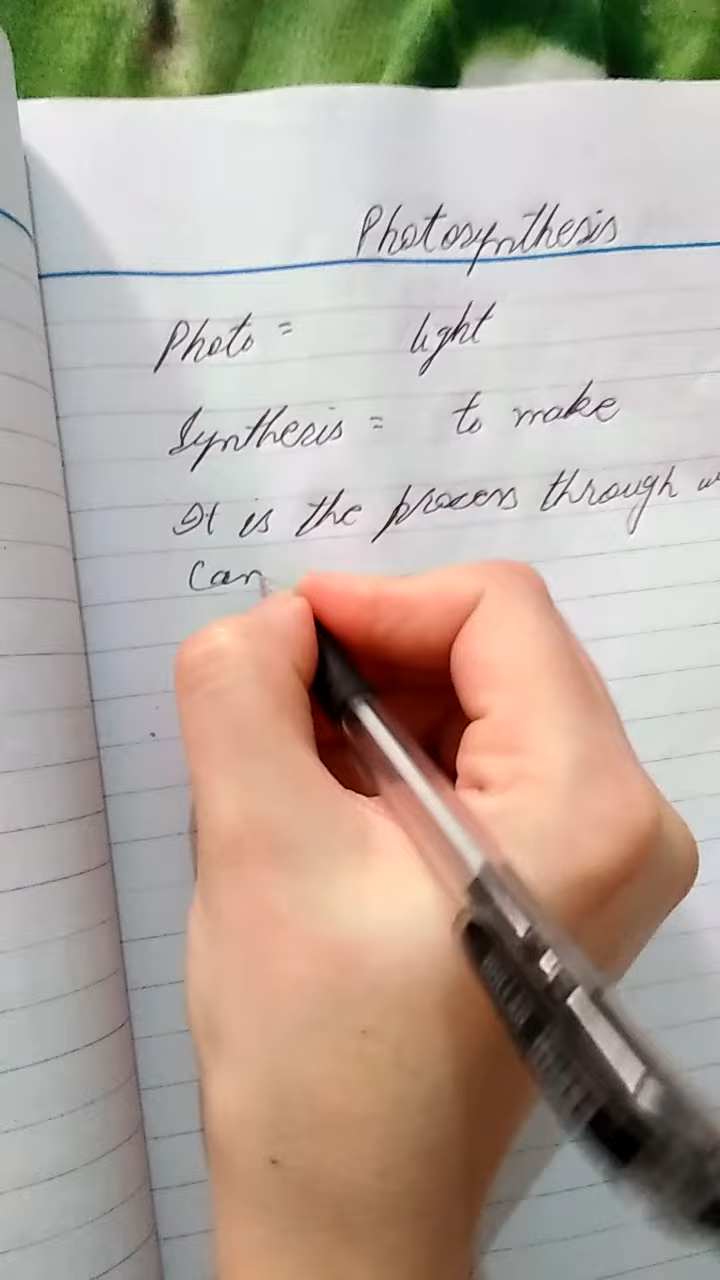 Photosynthesis
Photo = light
Synthesis = to make
It is the process through
Can